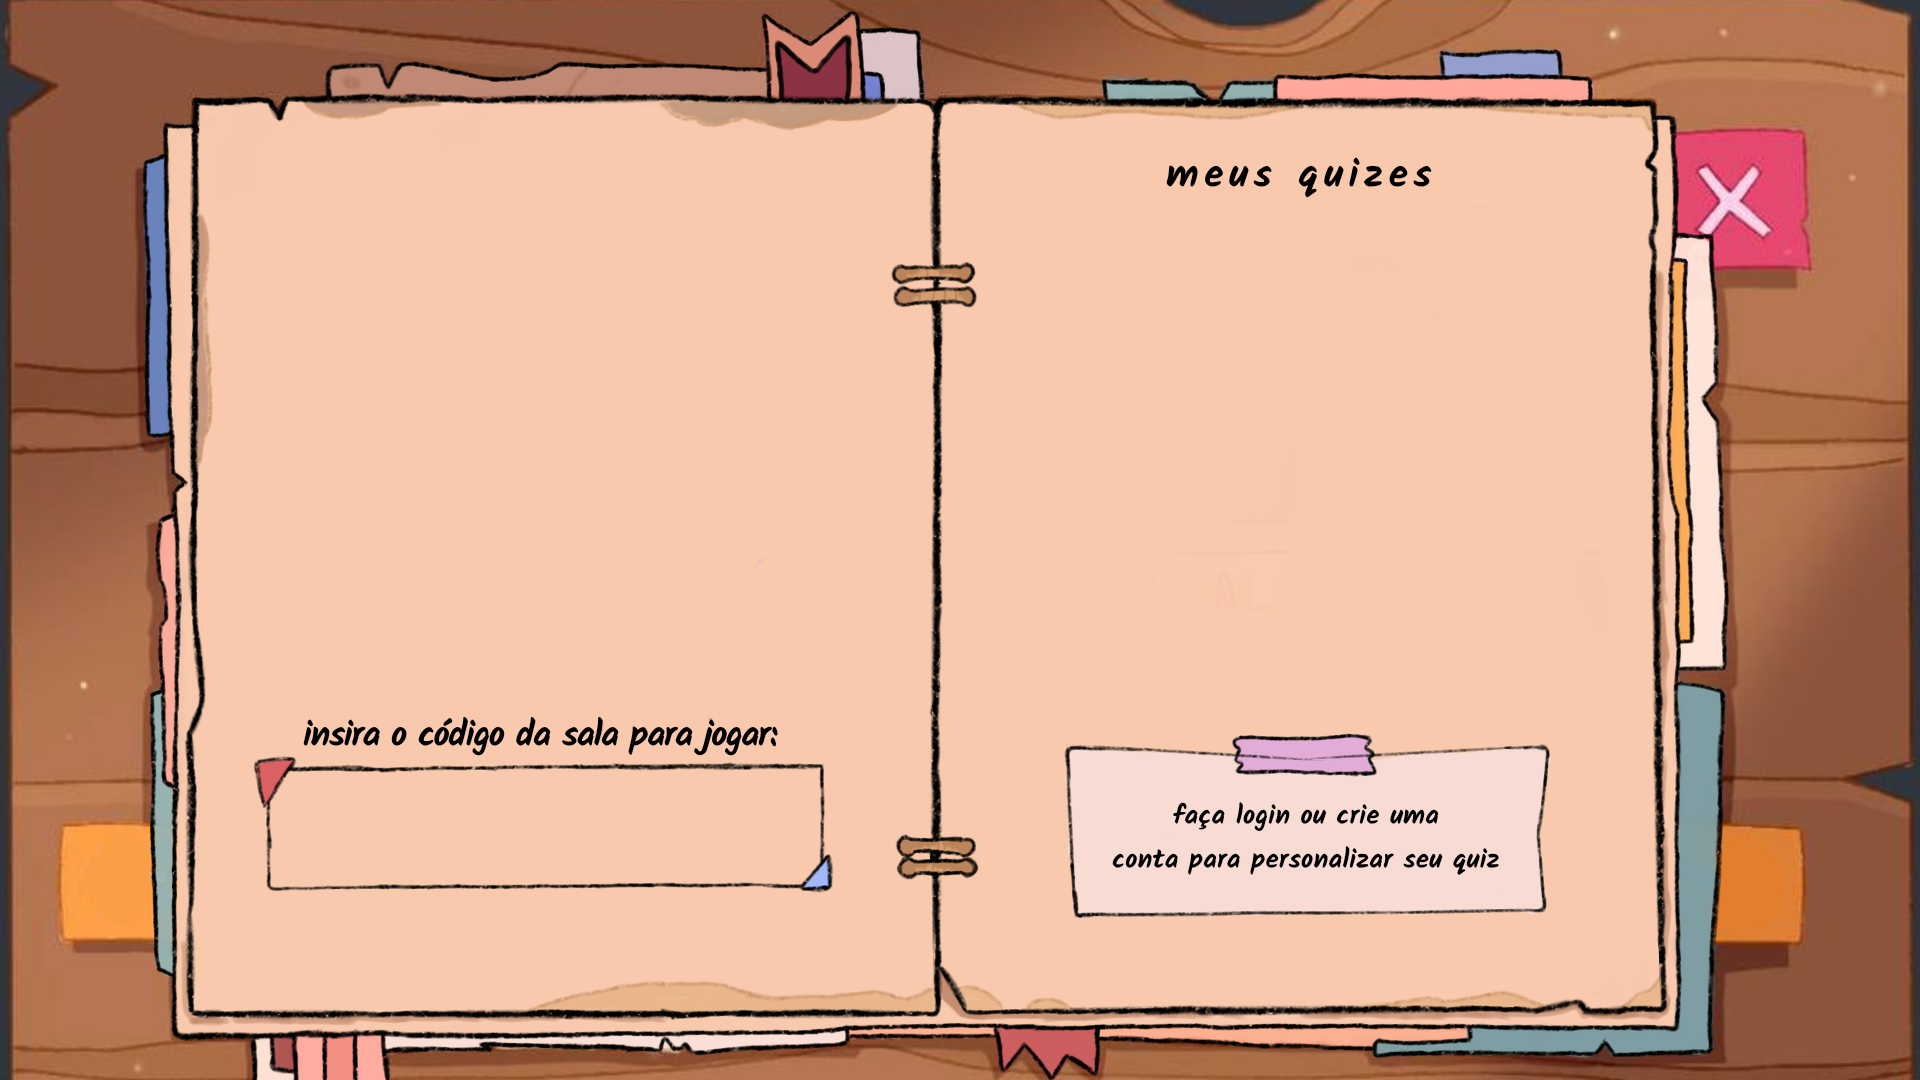 meus quizes
insira o código da sala para jogar:
faça login ou crie uma
conta para personalizar seu quiz